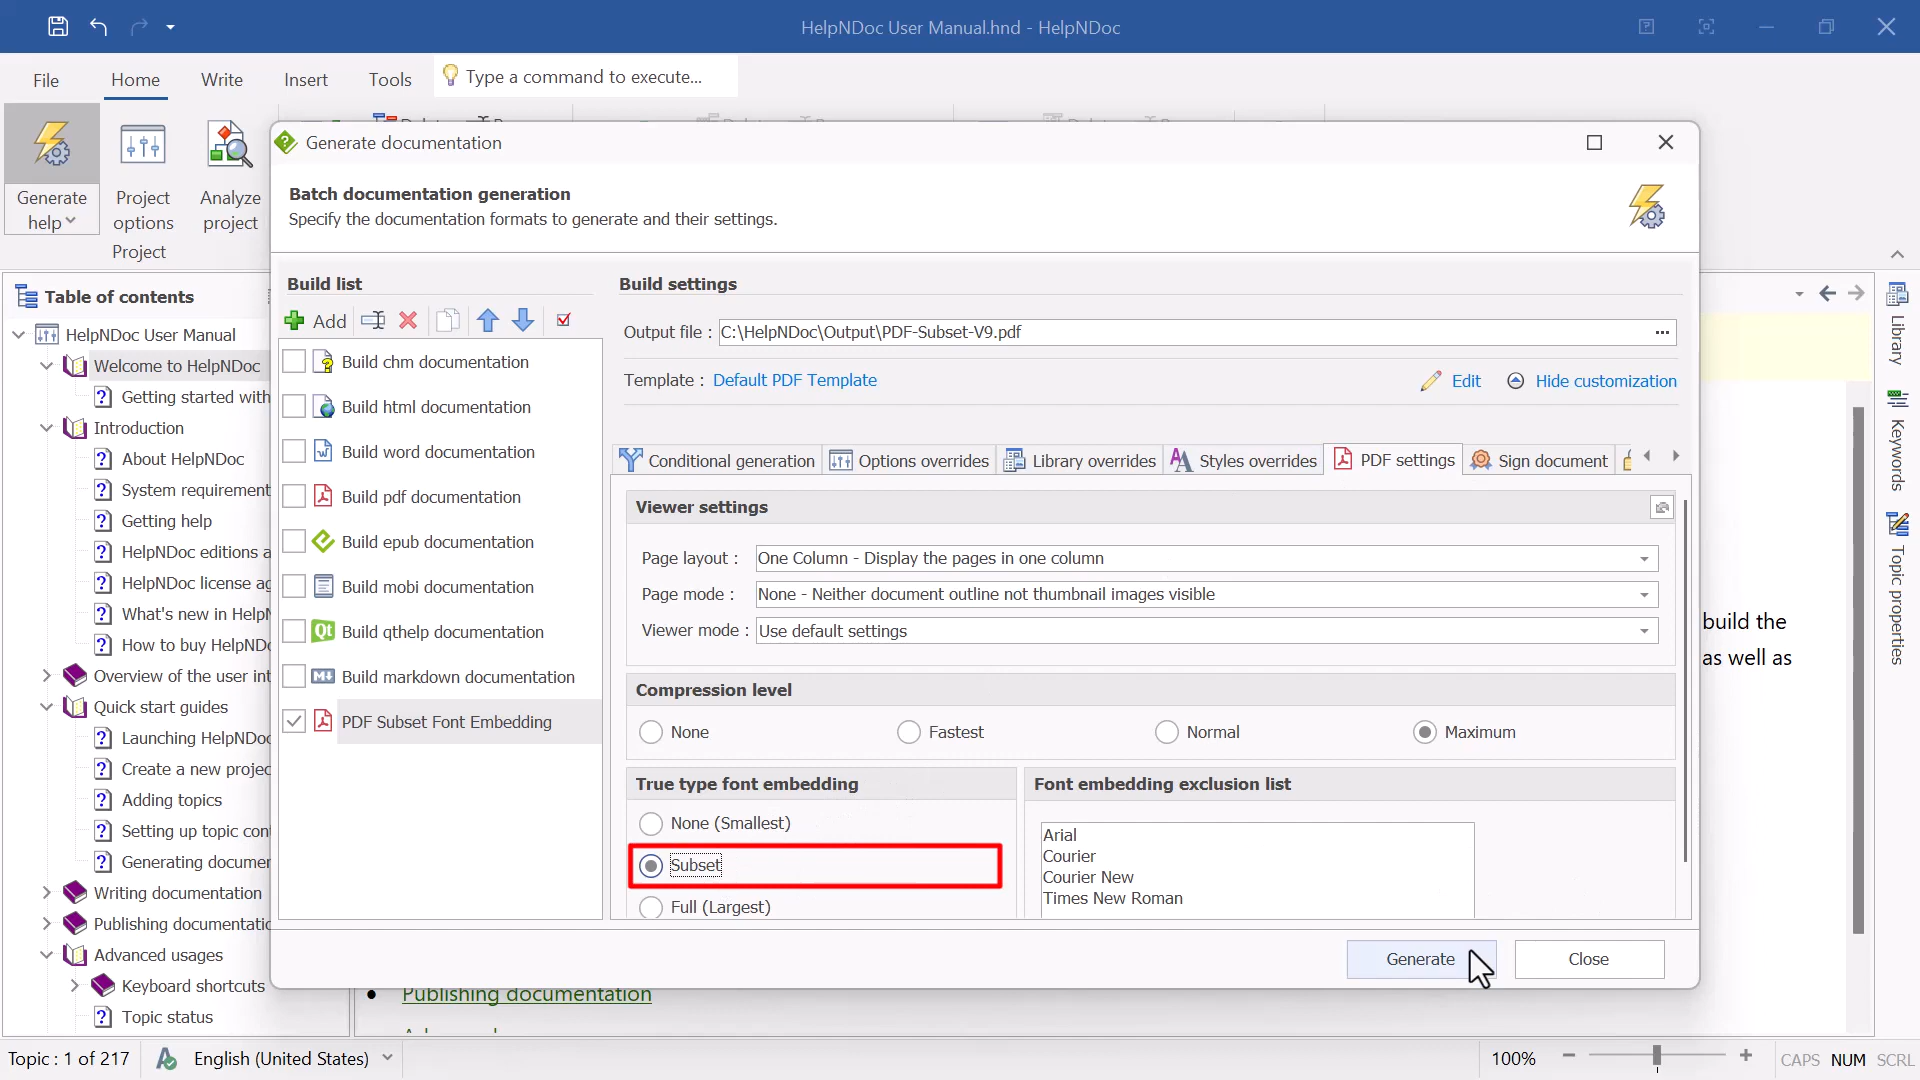 HelpNDoc User Manual.hnd - HelpNDoc
File
Home
Write
Insert
Tools
Type a command to execute...
Generate
help
Project
options
Analyze
project
Project
Generate documentation
Batch documentation generation
Specify the documentation formats to generate and their settings.
Build list
Add
Build chm documentation
Build html documentation
Build word documentation
Build pdf documentation
Build epub documentation
Build mobi documentation
Qt
Build qthelp documentation
Build markdown documentation
PDF Subset Font Embedding
Build settings
Output file :
C:\HelpNDoc\Output\PDF-Subset-V9.pdf
Template :
Default PDF Template
Edit
Hide customization
Conditional generation
Options overrides
Library overrides
Styles overrides
PDF settings
Sign document
Viewer settings
Page layout :
One Column - Display the pages in one column
Page mode :
None - Neither document outline not thumbnail images visible
Viewer mode :
Use default settings
Compression level
None
Fastest
Normal
Maximum
True type font embedding
None (Smallest)
Subset
Full (Largest)
Font embedding exclusion list
Arial
Courier
Courier New
Times New Roman
Generate
Close
Table of contents
HelpNDoc User Manual
Welcome to HelpNDoc
Getting started with
Introduction
About HelpNDoc
System requirement
Getting help
HelpNDoc editions a
HelpNDoc license ag
What's new in HelpN
How to buy HelpNDo
Overview of the user int
Quick start guides
Launching HelpNDoc
Create a new projec
Adding topics
Setting up topic con
Generating documen
Writing documentation
Publishing documentatio
Advanced usages
Keyboard shortcuts
Topic status
build the
as well as
Publishing documentation
Library
Keywords
Topic properties
Topic : 1 of 217
English (United States)
100%
CAPS
NUM
SCRL